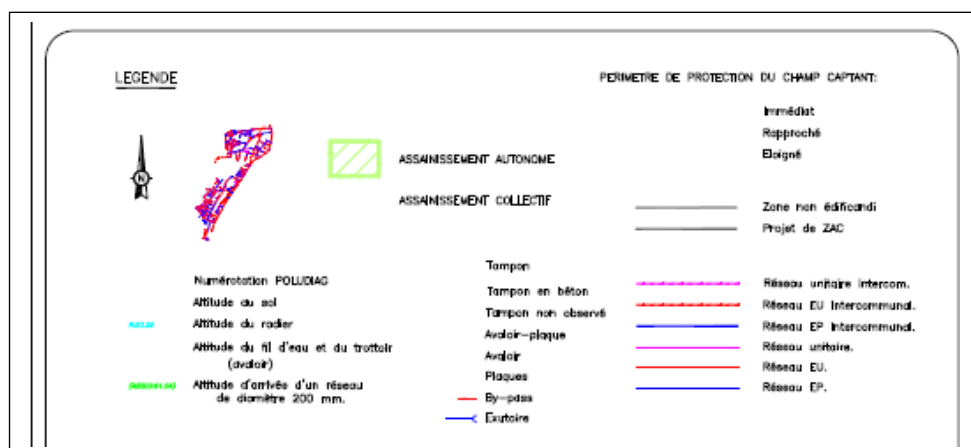 LEGENDE
PERIMETRE DE PROTECTION DU CHAMP CAPTANT:
Immédiat
Rapproché
Eloigné
N
ASSAINISSEMENT AUTONOME
ASSAINISSEMENT COLLECTIF
Zone non édificandi
Projet de ZAC
Numérotation POLUDIAG
Altitude du sol
Altitude du radier
Altitude du fil d'eau et du trottoir
(avaloir)
Altitude d'arrivée d'un réseau
de diamètre 200 mm.
Tampon
Tampon en béton
Tampon non observé
Avaloir-plaque
Avaloir
Plaques
By-pass
Exutoire
Réseau unitaire Intercom.
Réseau EU Intercommunal.
Réseau EP Intercommunal.
Réseau unitaire.
Réseau EU.
Réseau EP.